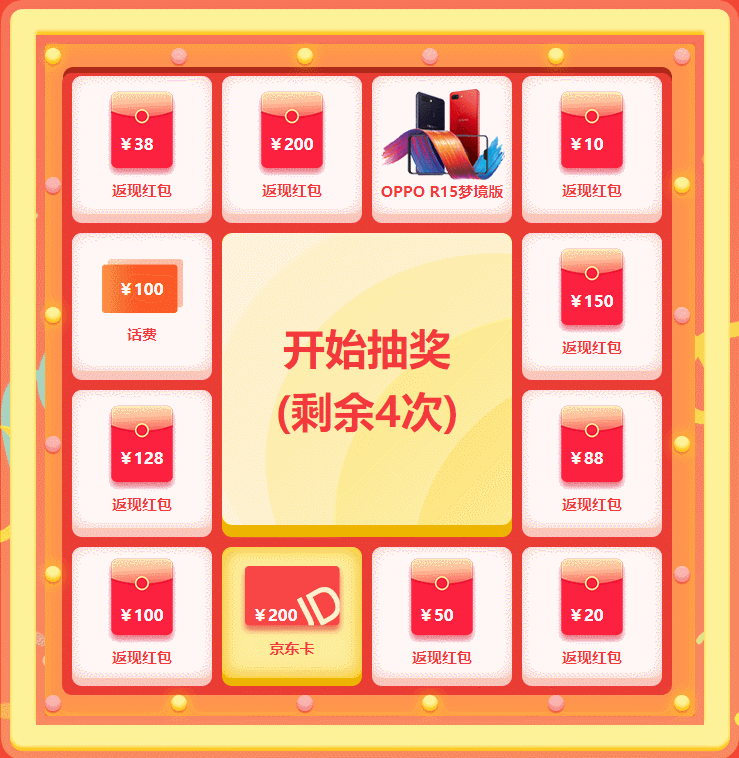 ¥38
返现红包
¥200
返现红包
OPPO R15梦境版
¥10
返现红包
¥100
话费
开始抽奖
(剩余4次)
¥150
返现红包
¥128
返现红包
¥88
返现红包
¥100
返现红包
¥200
JD
京东卡
¥50
返现红包
¥20
返现红包